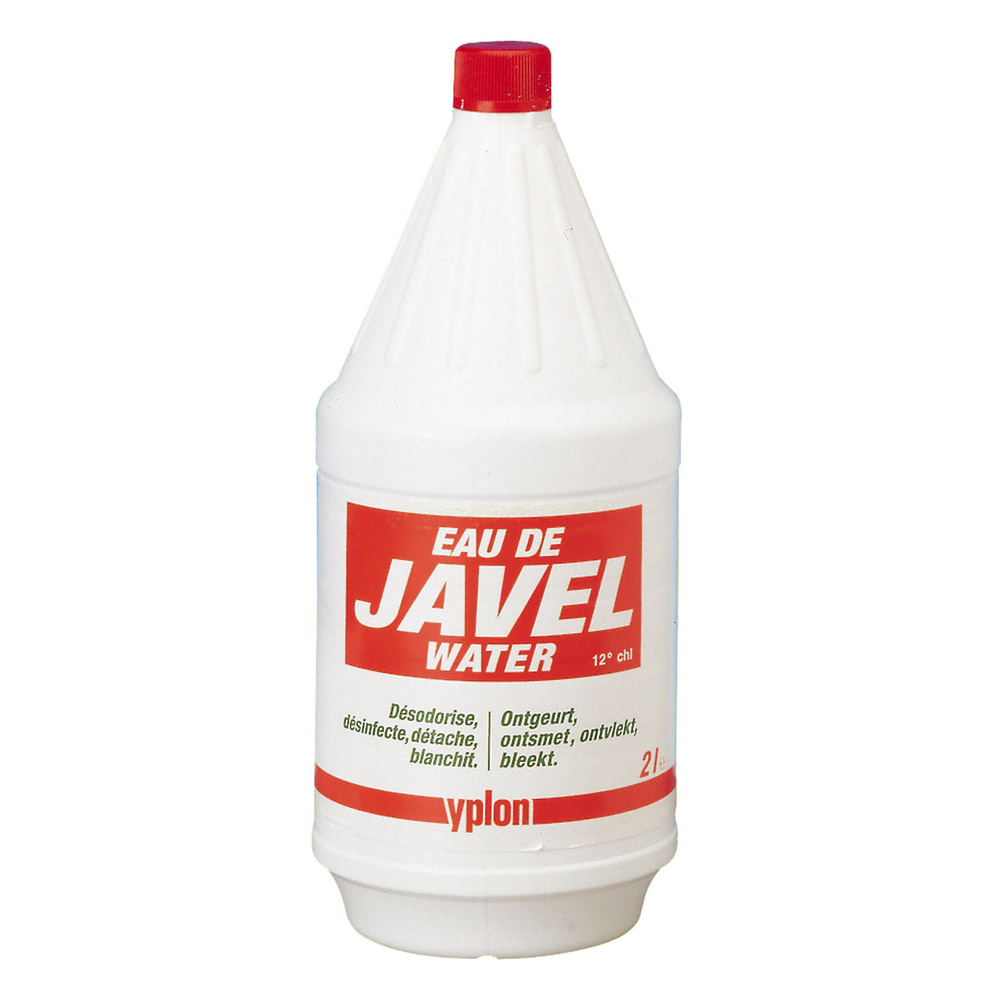 EAU DE
JAVEL
WATER
12° chl
Désodorise,
désinfecte, détache,
blanchit.
Ontgeurt,
ontsmet, ontvlekt,
bleekt.
2l e
yplon